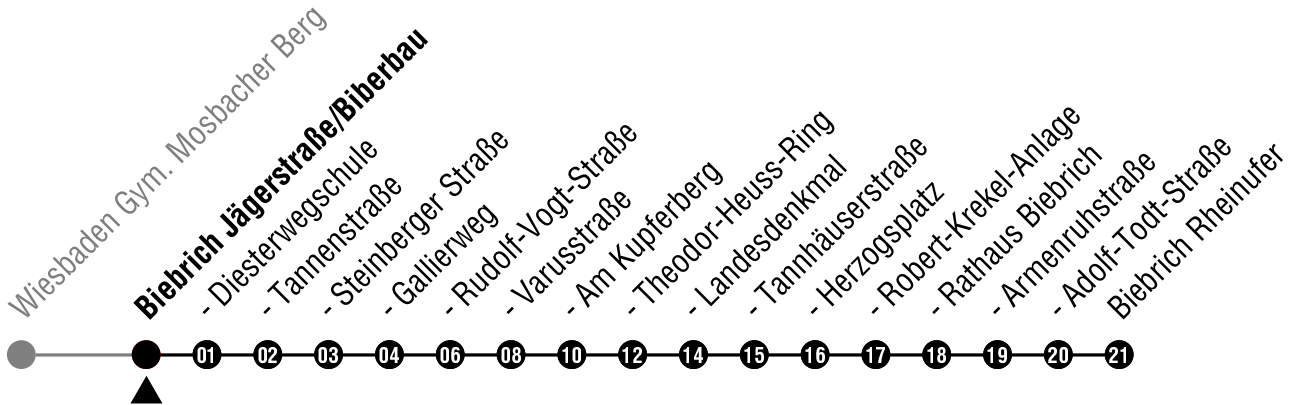 Wiesbaden Gym. Mosbacher Berg
Biebrich Jägerstraße/Biberbau
- Diesterwegschule
- Tannenstraße
- Steinberger Straße
- Gallierweg
- Rudolf-Vogt-Straße
- Varusstraße
- Am Kupferberg
- Theodor-Heuss-Ring
- Landesdenkmal
- Tannhäuserstraße
- Herzogsplatz
- Robert-Krekel-Anlage
- Rathaus Biebrich
- Armenruhstraße
- Adolf-Todt-Straße
Biebrich Rheinufer
01 02 03 04 06 08 10 12 14 15 16 17 18 19 20 21